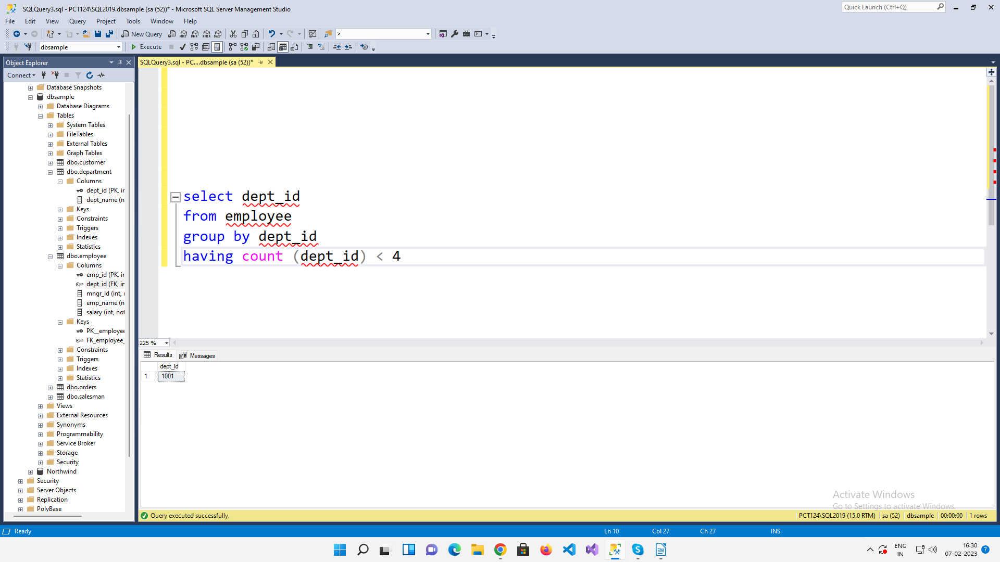 SQLQuery3.sql - PCT124\SQL2019.dbsample (sa (52))* - Microsoft SQL Server Management Studio
Quick Launch (Ctrl+Q)
File Edit View Query Project Tools Window Help
New Query MDX DMX XMLA DAX >
dbsample Execute
Object Explorer
SQLQuery3.sql - PC....dbsample (sa (52))*
Connect
Database Snapshots
dbsample
Database Diagrams
Tables
System Tables
FileTables
External Tables
Graph Tables
dbo.customer
dbo.department
Columns
dept_id (PK, in
dept_name (n
Keys
Constraints
Triggers
Indexes
Statistics
dbo.employee
Columns
emp_id (PK, in
dept_id (FK, in
mngr_id (int,
emp_name (n
salary (int, not
Keys
PK__employee
FK_employee_
Constraints
Triggers
Indexes
Statistics
dbo.orders
dbo.salesman
Views
External Resources
Synonyms
Programmability
Service Broker
Storage
Security
Northwind
Security
Server Objects
Replication
PolyBase
select dept_id
from employee
group by dept_id
having count (dept_id) < 4
225 %
Results Messages
dept_id
1 1001
Activate Windows
Go to Settings to activate Windows.
Query executed successfully.
PCT124\SQL2019 (15.0 RTM) sa (52) dbsample 00:00:00 1 rows
Ready Ln 10 Col 27 Ch 27 INS
ENG
IN
16:30
07-02-2023
7